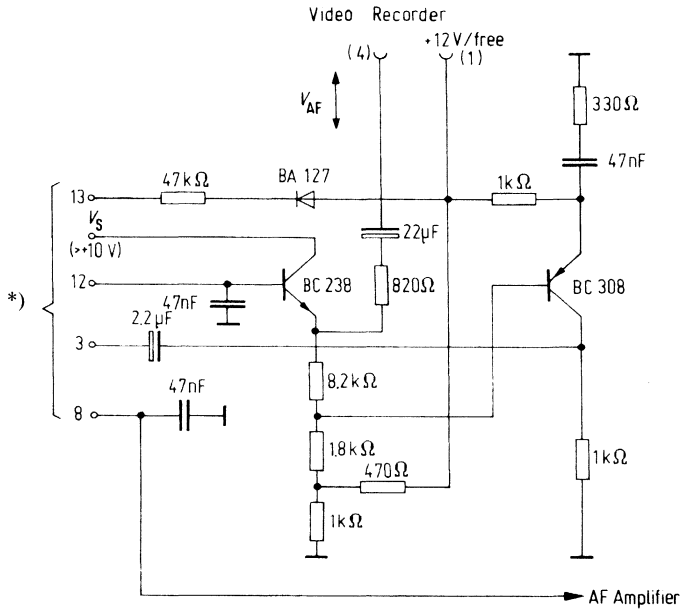 Video Recorder
(4)
+12V/free
(1)
V_AF
330Ω
47nF
13
47kΩ
BA 127
1kΩ
V_S
(>+10 V)
22µF
12
BC 238
820Ω
BC 308
47nF
*)
2.2µF
3
8.2kΩ
47nF
8
1.8kΩ
470Ω
1kΩ
1kΩ
AF Amplifier